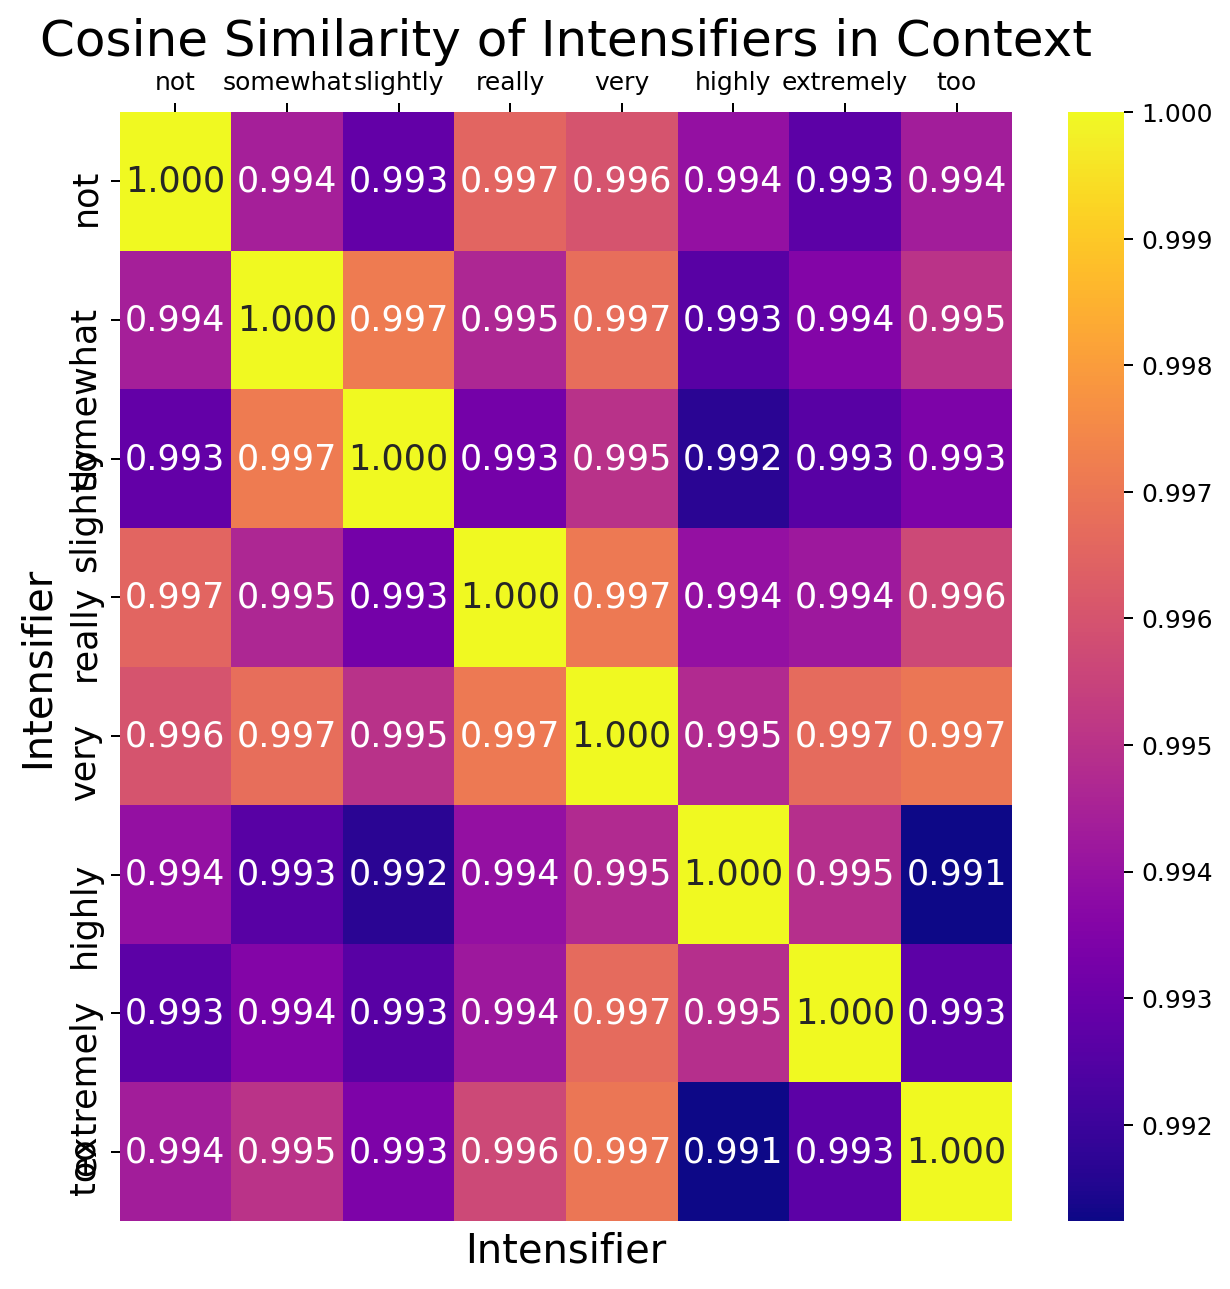 Cosine Similarity of Intensifiers in Context
not somewhat slightly really very highly extremely too
not 1.000 0.994 0.993 0.997 0.996 0.994 0.993 0.994
somewhat 0.994 1.000 0.997 0.995 0.997 0.993 0.994 0.995
slightly 0.993 0.997 1.000 0.993 0.995 0.992 0.993 0.993
really 0.997 0.995 0.993 1.000 0.997 0.994 0.994 0.996
very 0.996 0.997 0.995 0.997 1.000 0.995 0.997 0.997
highly 0.994 0.993 0.992 0.994 0.995 1.000 0.995 0.991
extremely 0.993 0.994 0.993 0.994 0.997 0.995 1.000 0.993
too 0.994 0.995 0.993 0.996 0.997 0.991 0.993 1.000
Intensifier
Intensifier
1.000
0.999
0.998
0.997
0.996
0.995
0.994
0.993
0.992